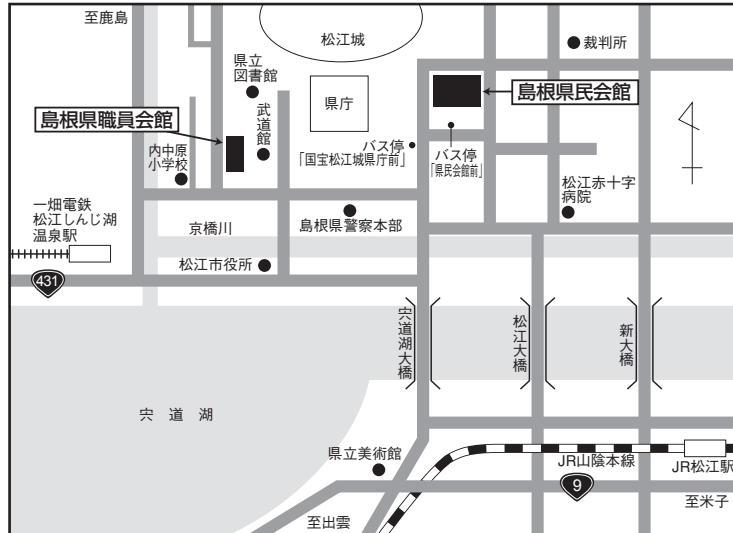 至鹿島
松江城
裁判所
県立
図書館
県庁
島根県民会館
島根県職員会館
武道館
内中原
小学校
バス停
「国宝松江城県庁前」
バス停
「県民会館前」
松江赤十字
病院
一畑電鉄
松江しんじ湖
温泉駅
京橋川
島根県警察本部
松江市役所
431
宍道湖大橋
松江大橋
新大橋
宍道湖
県立美術館
JR山陰本線
JR松江駅
9
至米子
至出雲